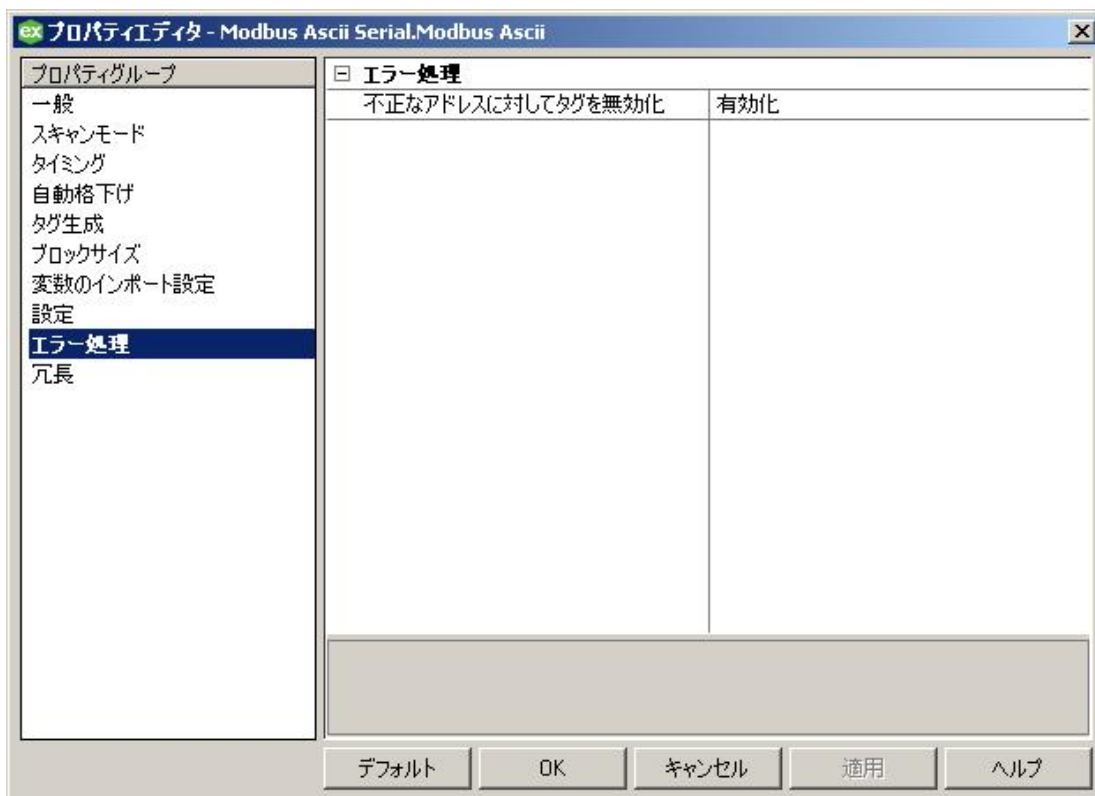 ex プロパティエディタ - Modbus Ascii Serial.Modbus Ascii
プロパティグループ
一般
スキャンモード
タイミング
自動格下げ
タグ生成
ブロックサイズ
変数のインポート設定
設定
エラー処理
冗長
エラー処理
不正なアドレスに対してタグを無効化 有効化
デフォルト OK キャンセル 適用 ヘルプ